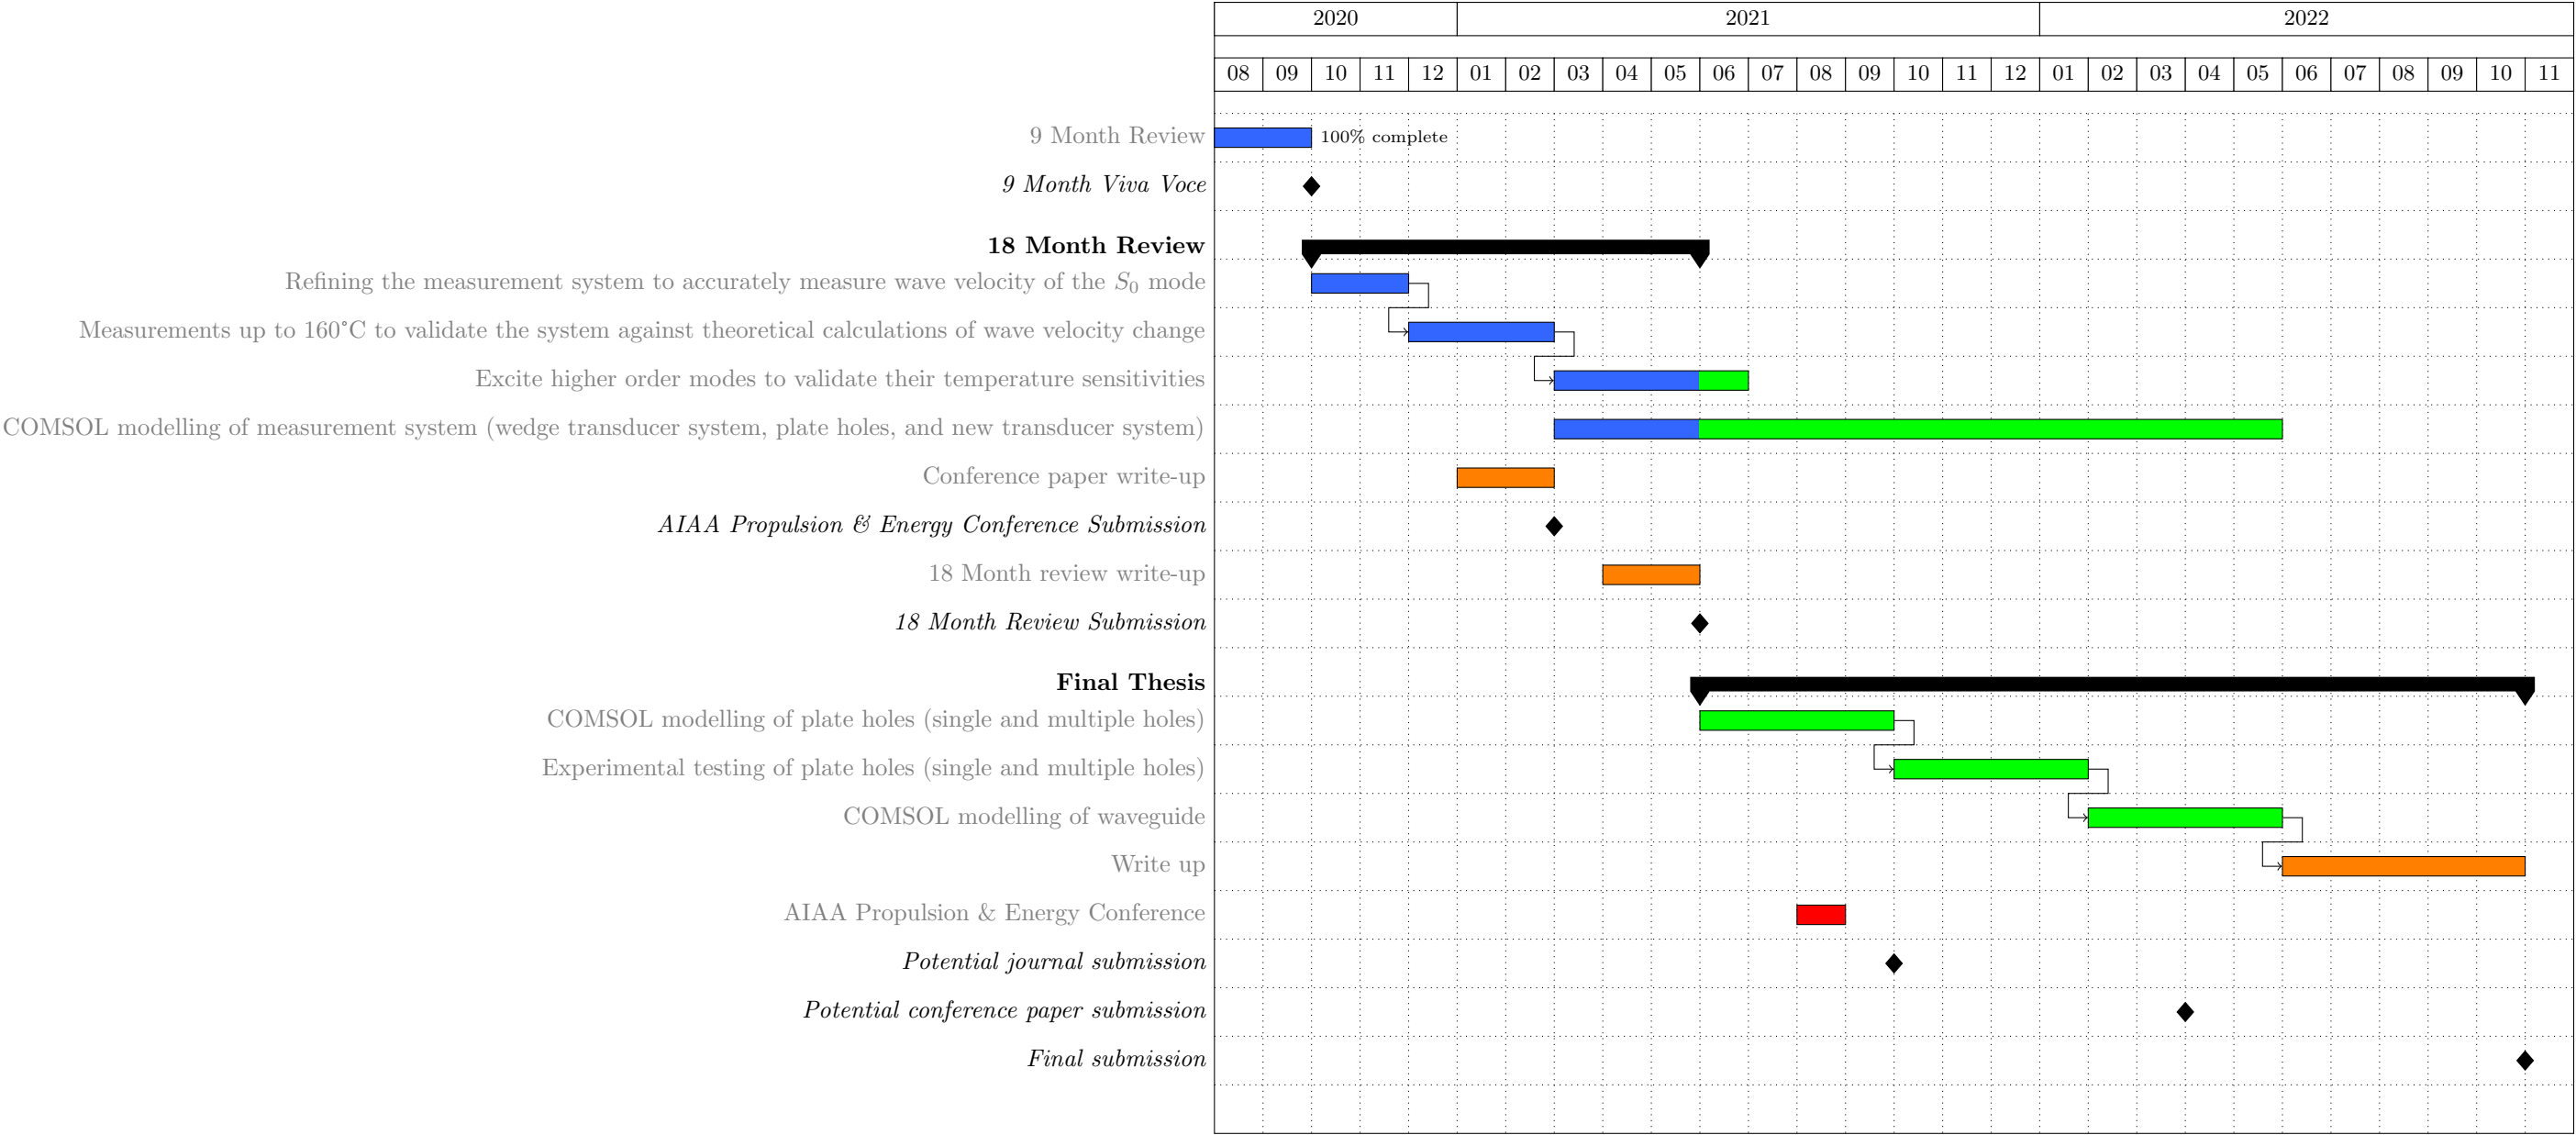 2020 2021 2022
08 09 10 11 12 01 02 03 04 05 06 07 08 09 10 11 12 01 02 03 04 05 06 07 08 09 10 11
9 Month Review 100% complete
9 Month Viva Voce
18 Month Review
Refining the measurement system to accurately measure wave velocity of the S₀ mode
Measurements up to 160°C to validate the system against theoretical calculations of wave velocity change
Excite higher order modes to validate their temperature sensitivities
COMSOL modelling of measurement system (wedge transducer system, plate holes, and new transducer system)
Conference paper write-up
AIAA Propulsion & Energy Conference Submission
18 Month review write-up
18 Month Review Submission
Final Thesis
COMSOL modelling of plate holes (single and multiple holes)
Experimental testing of plate holes (single and multiple holes)
COMSOL modelling of waveguide
Write up
AIAA Propulsion & Energy Conference
Potential journal submission
Potential conference paper submission
Final submission